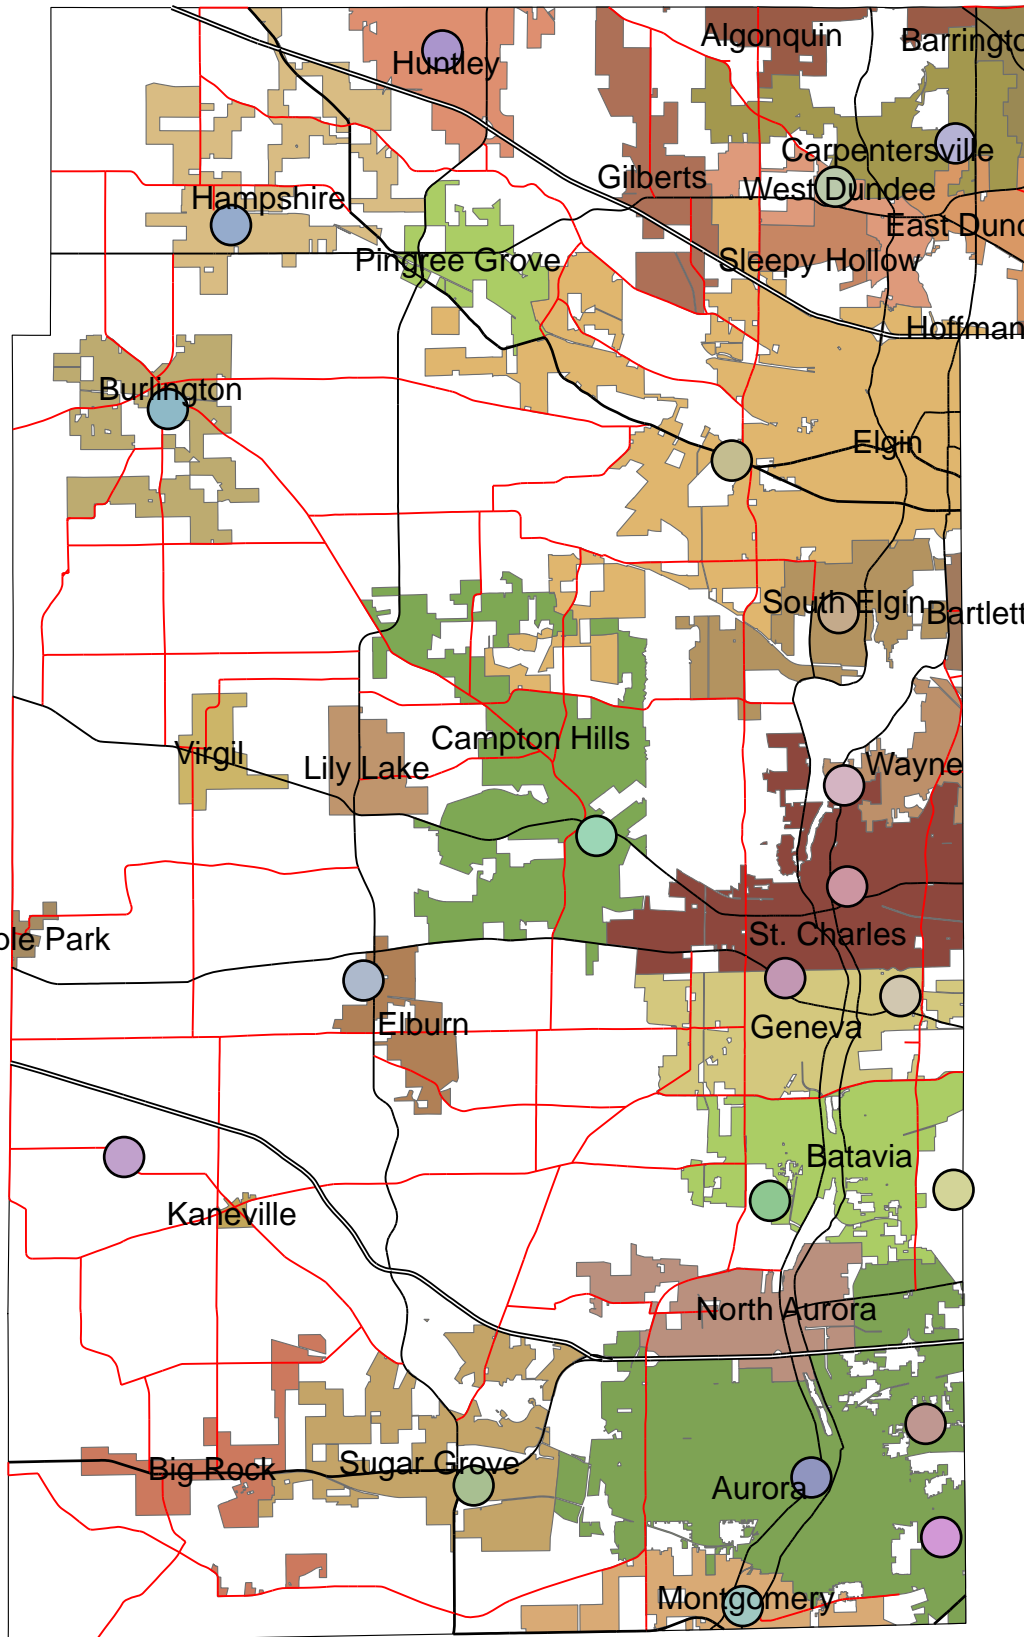 Algonquin
Barringto
Huntley
Carpentersville
Gilberts
West Dundee
Hampshire
East Dund
Pingree Grove
Sleepy Hollow
Hoffman
Burlington
Elgin
South Elgin
Bartlett
Campton Hills
Virgil
Lily Lake
Wayne
ple Park
St. Charles
Elburn
Geneva
Batavia
Kaneville
North Aurora
Big Rock
Sugar Grove
Aurora
Montgomery